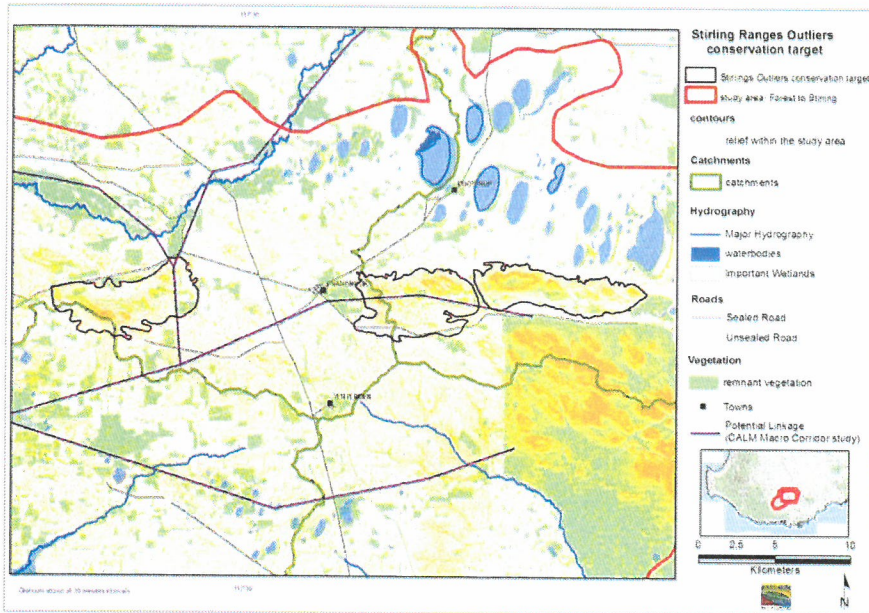 Stirling Ranges Outliers
conservation target
Stirlings Outliers conservation target
study area: Forest to Stirling
contours
relief within the study area
Catchments
catchments
Hydrography
Major Hydrography
waterbodies
Important Wetlands
Roads
Sealed Road
Unsealed Road
Vegetation
remnant vegetation
Towns
Potential Linkage
(CALM Macro Corridor study)
0 2.5 5 10
Kilometers
N